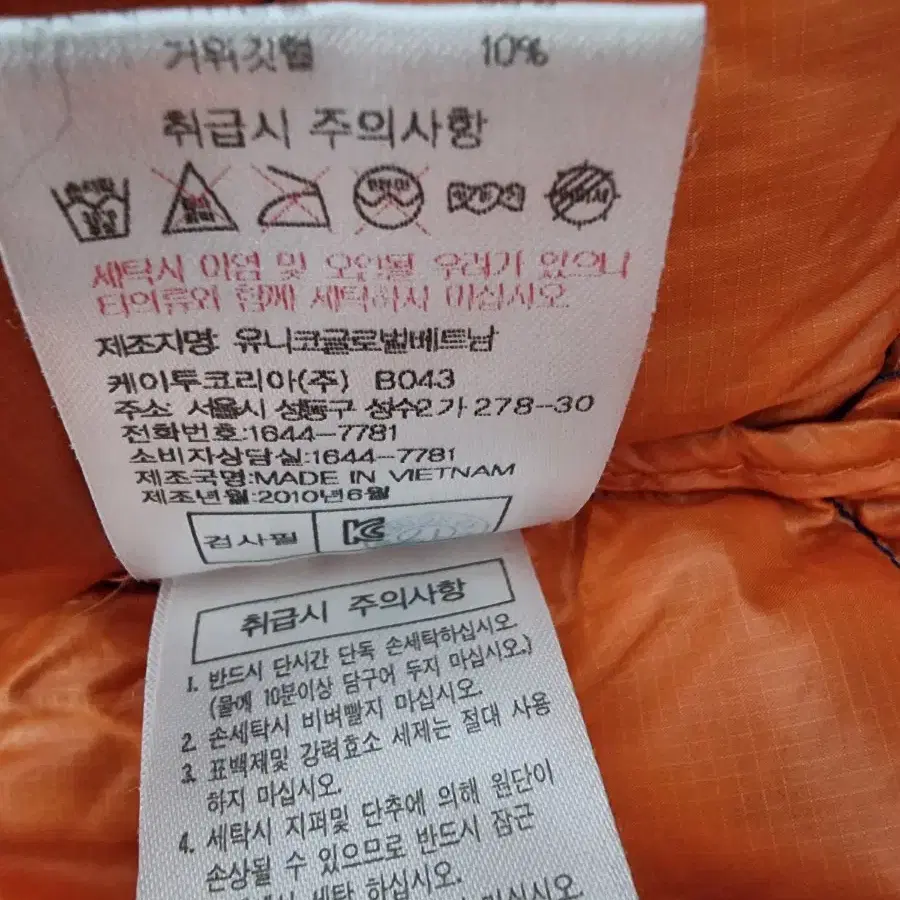 거위깃털 10%
취급시 주의사항
손세탁
중성
세탁시 이염 및 오염될 우려가 있으니
타의류와 함께 세탁하지 마십시오
제조자명: 유니코글로벌베트남
케이투코리아(주) B043
주소 서울시 성동구 성수2가 278-30
전화번호:1644-7781
소비자상담실:1644-7781
제조국명:MADE IN VIETNAM
제조년월:2010년6월
검사필
취급시 주의사항
1. 반드시 단시간 단독 손세탁하십시오.
(물에 10분이상 담구어 두지 마십시오.)
2. 손세탁시 비벼빨지 마십시오.
3. 표백제및 강력효소 세제는 절대 사용
하지 마십시오.
4. 세탁시 지퍼및 단추에 의해 원단이
손상될 수 있으므로 반드시 잠근
세탁 하십시오.